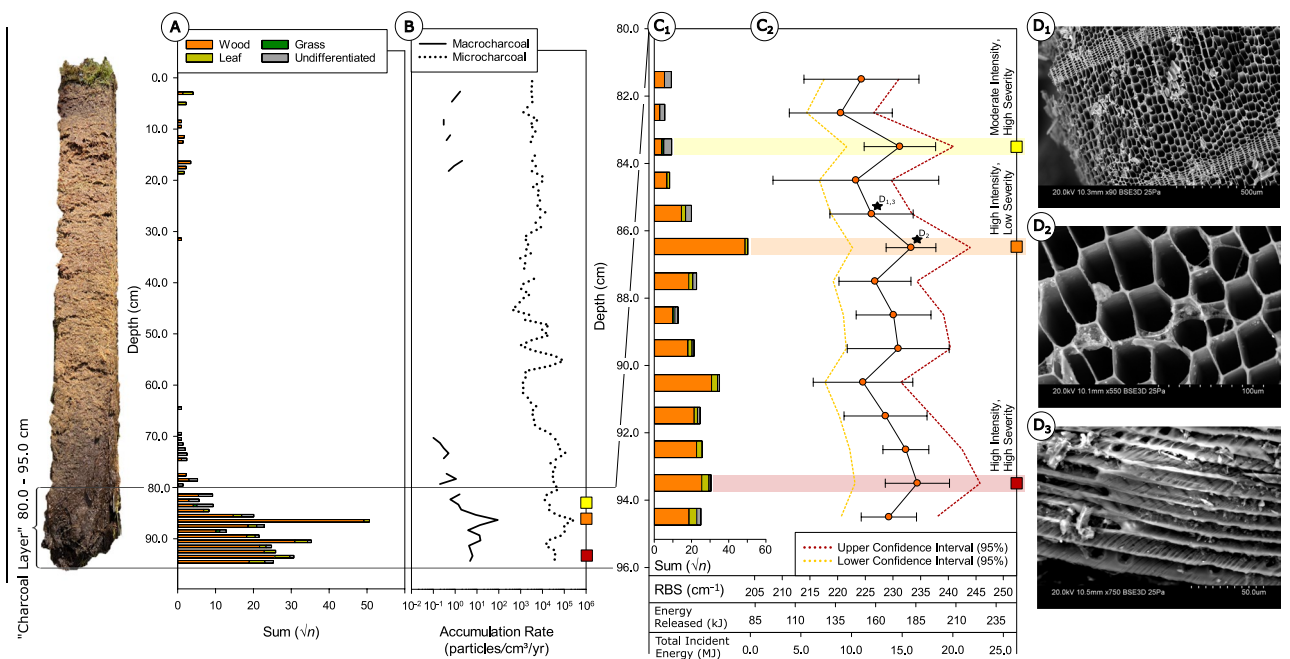 A
Wood
Grass
Leaf
Undifferentiated
B
Macrocharcoal
Microcharcoal
C1
C2
D1
20.0kV 10.3mm x90 BSE3D 25Pa
500um
D2
20.0kV 10.1mm x550 BSE3D 25Pa
100um
D3
20.0kV 10.5mm x750 BSE3D 25Pa
50.0um
"Charcoal Layer" 80.0 – 95.0 cm
Depth (cm)
0.0
10.0
20.0
30.0
40.0
50.0
60.0
70.0
80.0
90.0
0 10 20 30 40 50
Sum (√n)
10-2 10-1 100 101 102 103 104 105 106
Accumulation Rate
(particles/cm³/yr)
Depth (cm)
80.0
82.0
84.0
86.0
88.0
90.0
92.0
94.0
96.0
0 20 40 60
Sum (√n)
D1,3
D2
Moderate Intensity,
High Severity
High Intensity,
Low Severity
High Intensity,
High Severity
Upper Confidence Interval (95%)
Lower Confidence Interval (95%)
RBS (cm-1) 205 210 215 220 225 230 235 240 245 250
Energy
Released (kJ) 85 110 135 160 185 210 235
Total Incident
Energy (MJ) 0.0 5.0 10.0 15.0 20.0 25.0